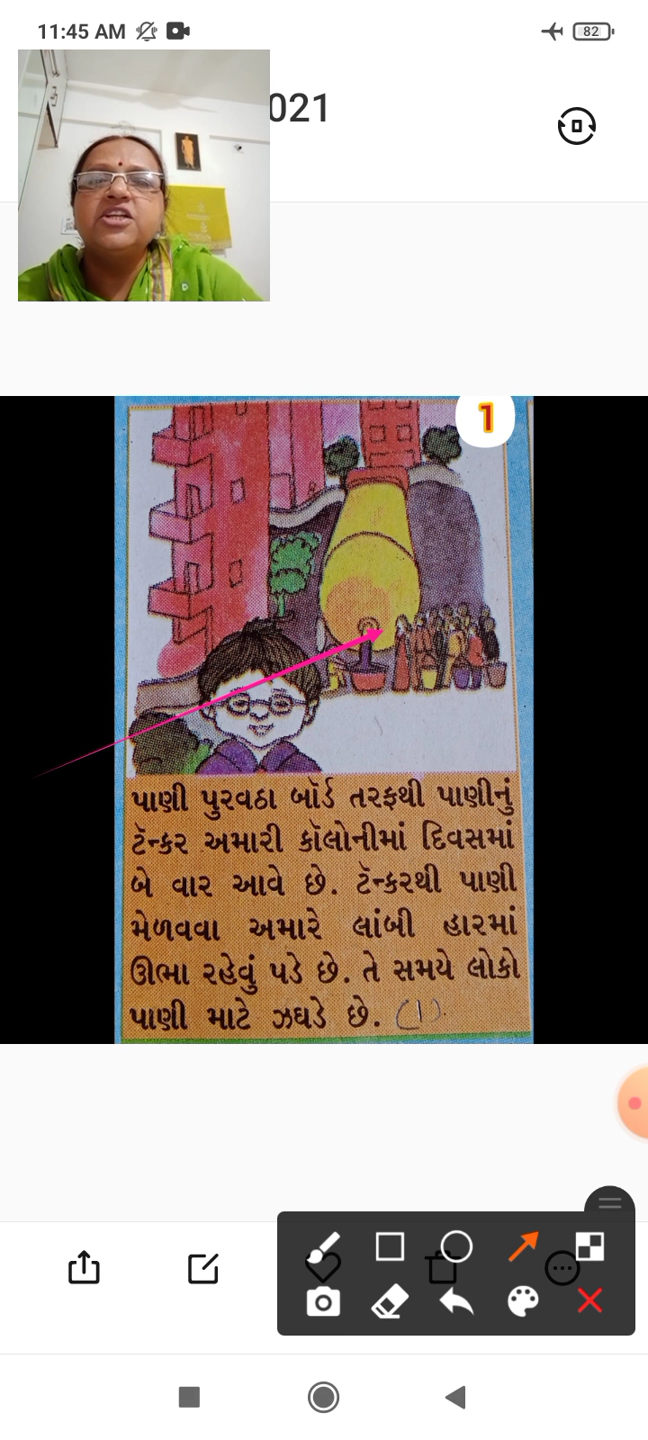 11:45 AM
82
021
1
પાણી પુરવઠા બૉર્ડ તરફથી પાણીનું
ટૅન્કર અમારી કૉલોનીમાં દિવસમાં
બે વાર આવે છે. ટૅન્કરથી પાણી
મેળવવા અમારે લાંબી હારમાં
ઊભા રહેવું પડે છે. તે સમયે લોકો
પાણી માટે ઝઘડે છે. (1).